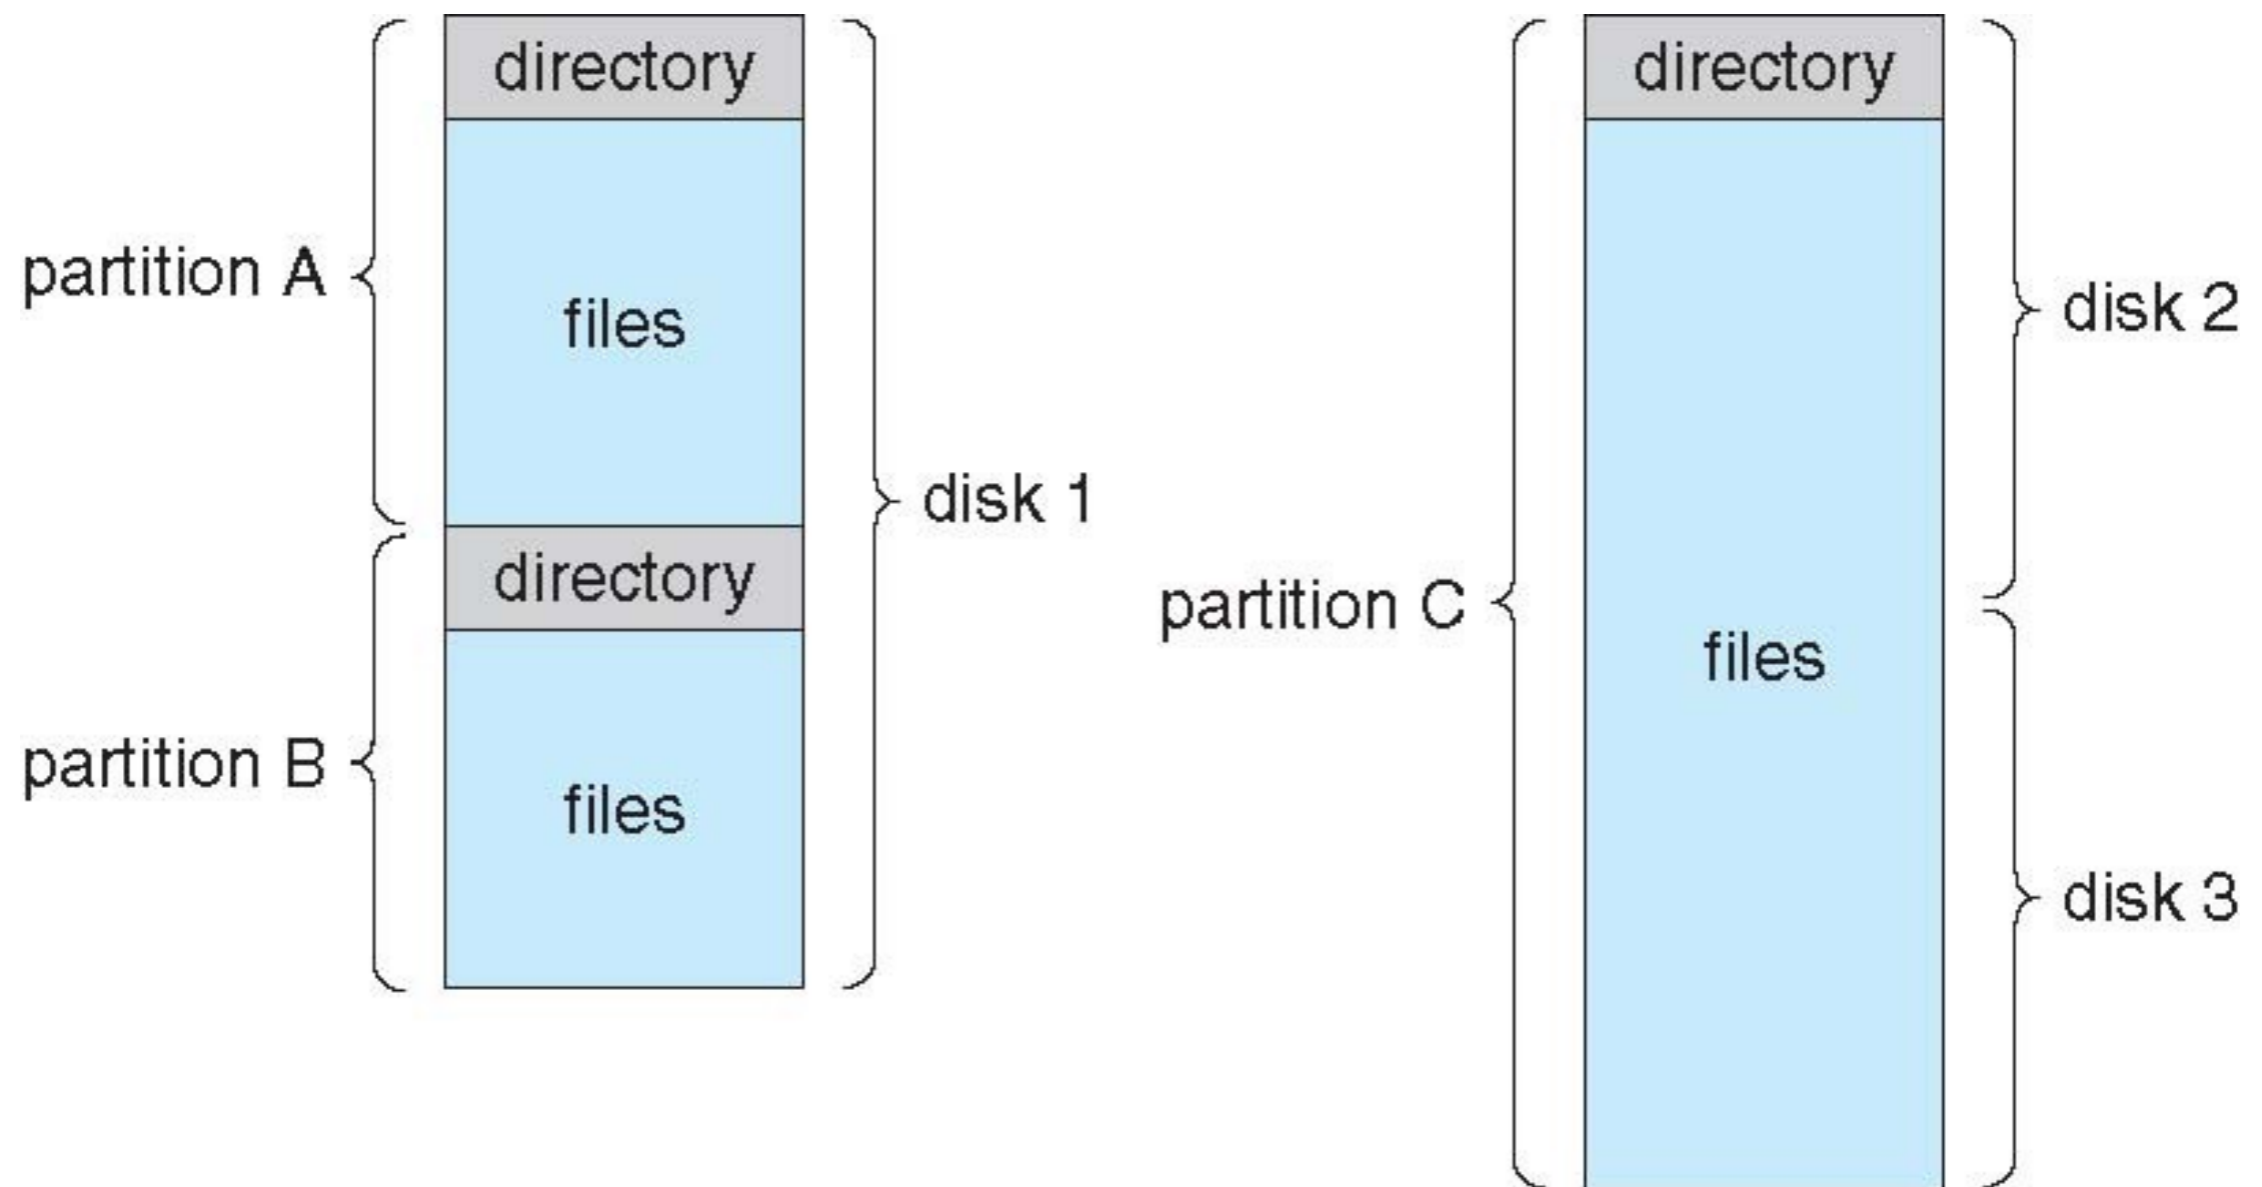 directory
partition A
files
disk 1
directory
partition B
files
directory
disk 2
partition C
files
disk 3